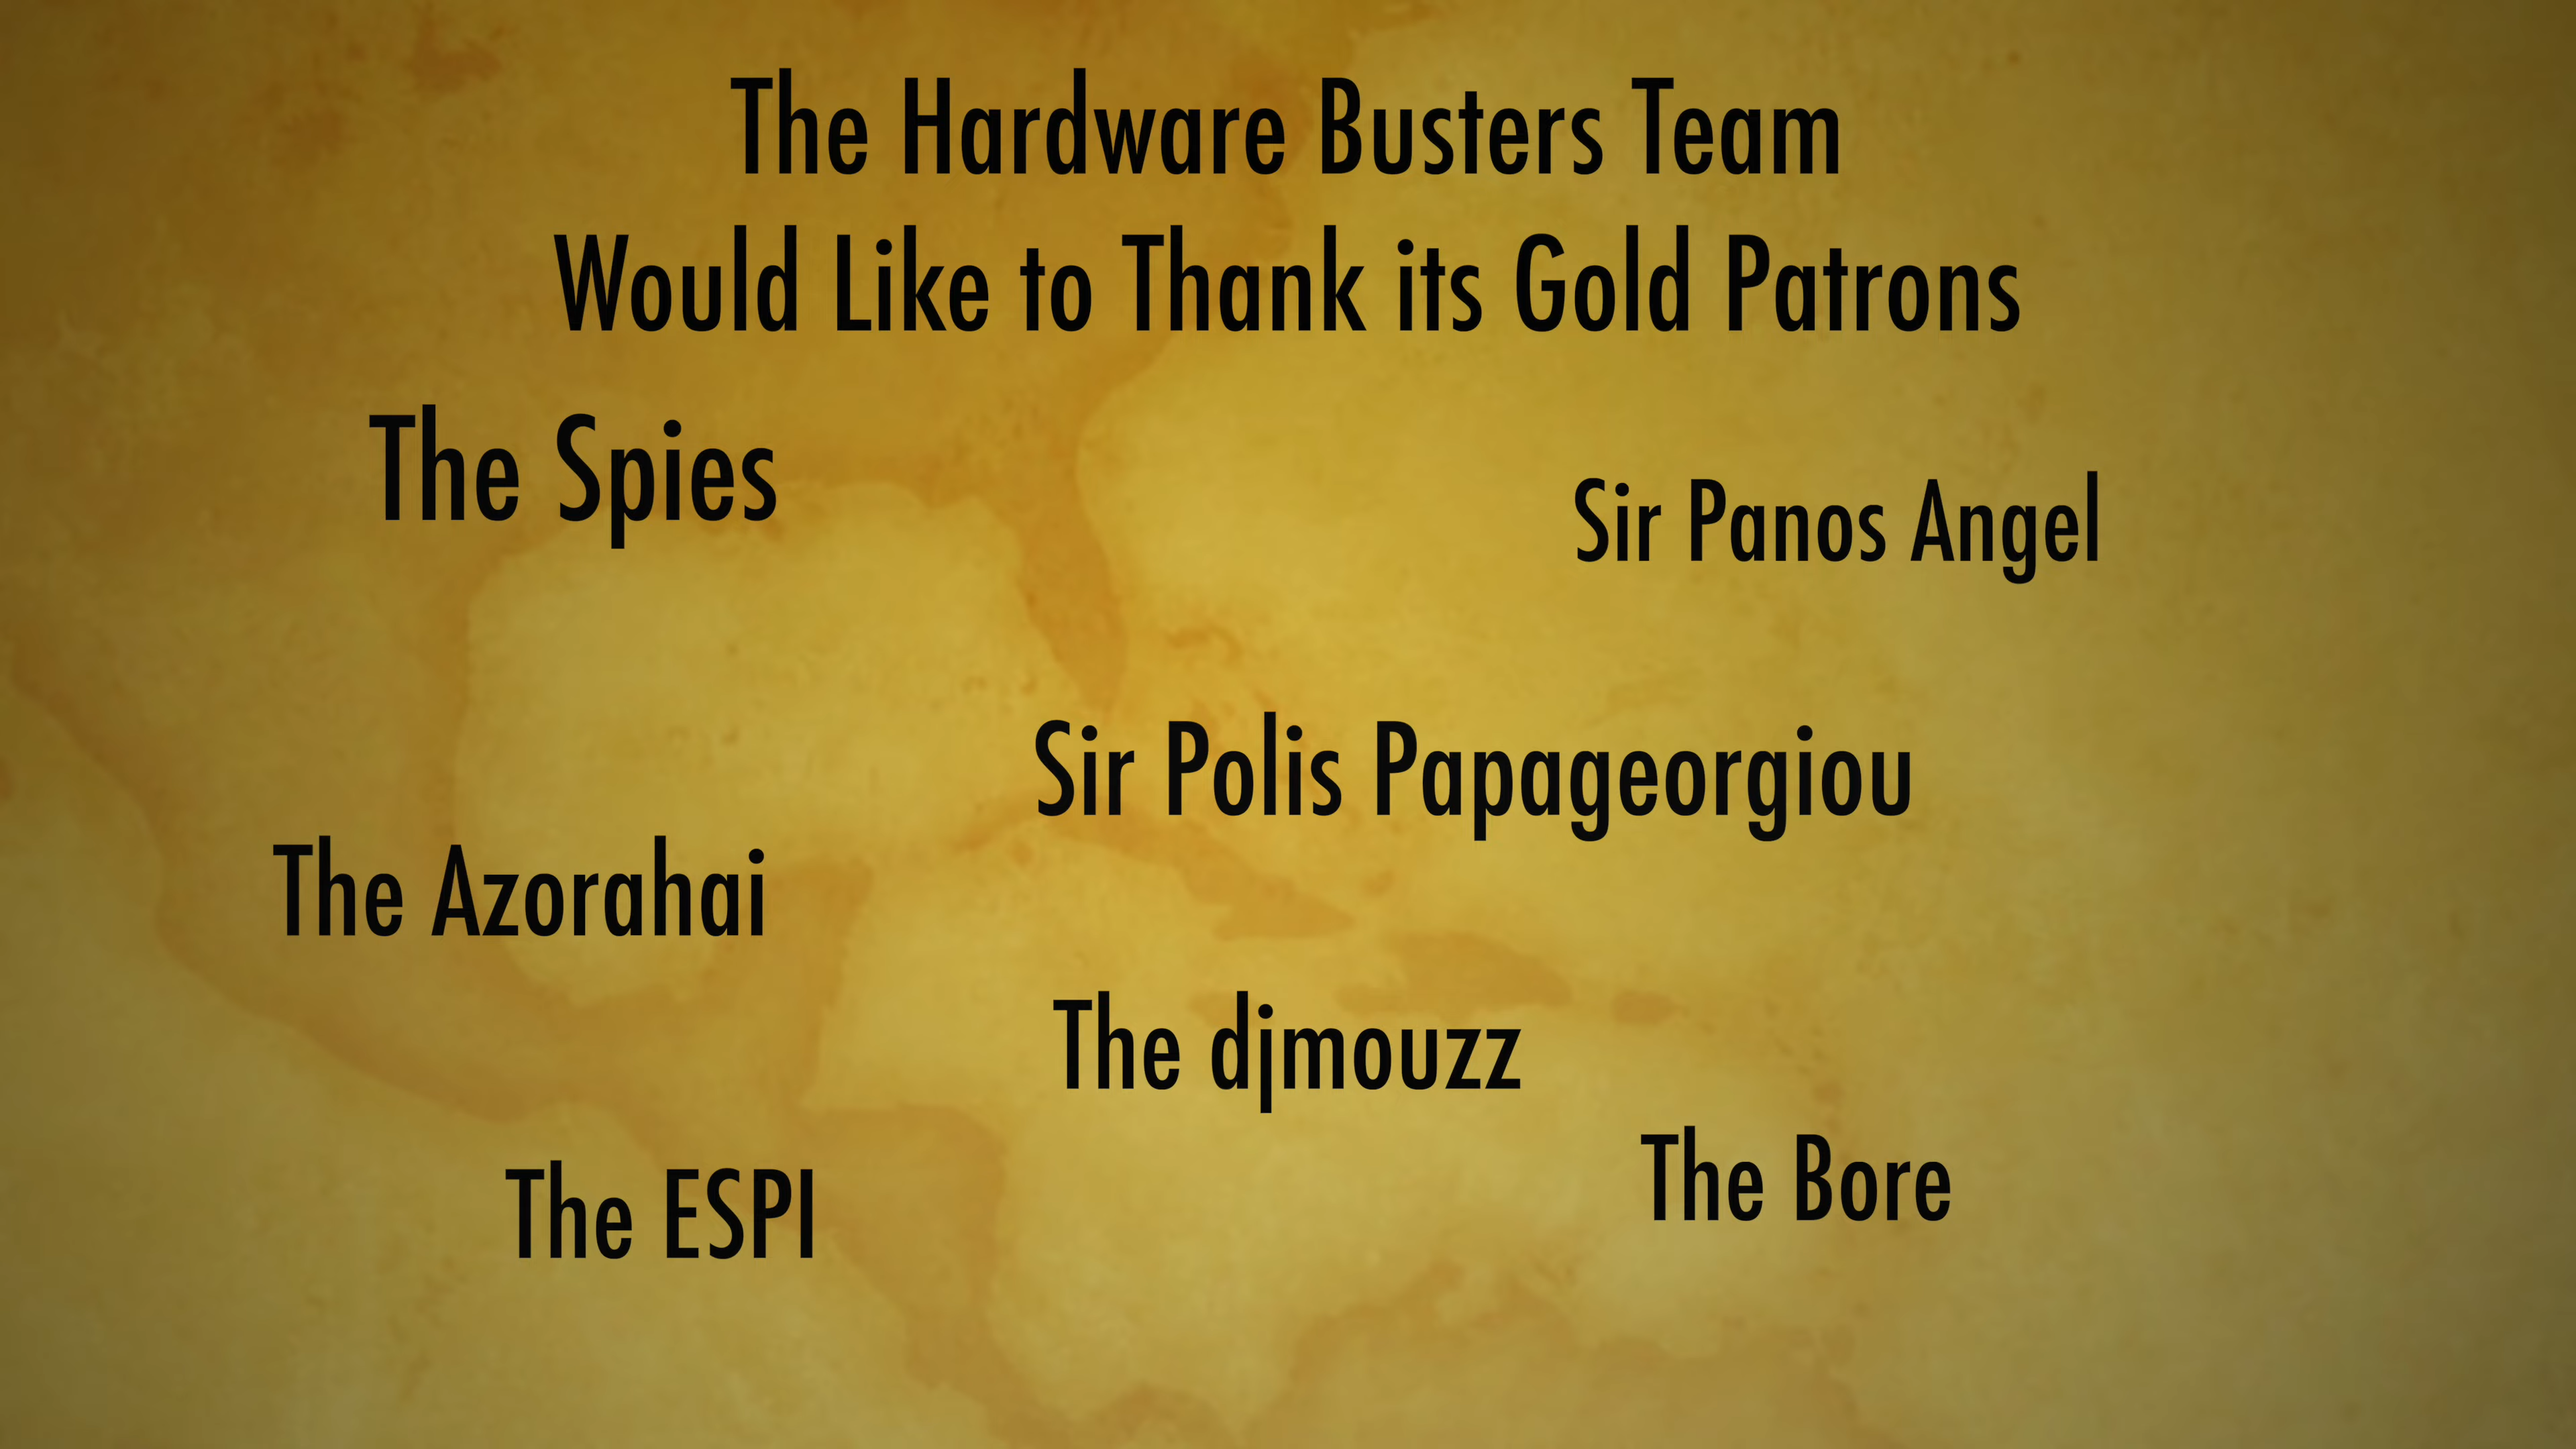 The Hardware Busters Team
Would Like to Thank its Gold Patrons
The Spies
Sir Panos Angel
Sir Polis Papageorgiou
The Azorahai
The djmouzz
The Bore
The ESPI